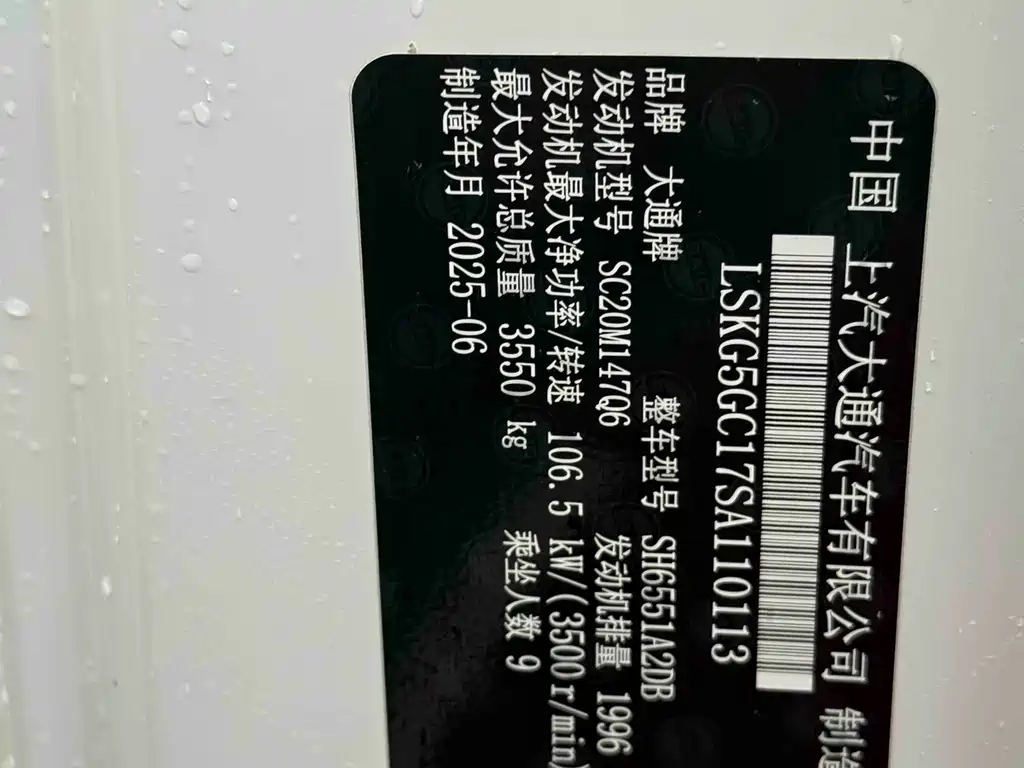 中国 上汽大通汽车有限公司 制造
LSKG5GC17SA110113
品牌 大通牌 整车型号 SH6551A2DB
发动机型号 SC20M147Q6 发动机排量 1996
发动机最大净功率/转速 106.5 kW/(3500r/min)
最大允许总质量 3550 kg 乘坐人数 9
制造年月 2025-06